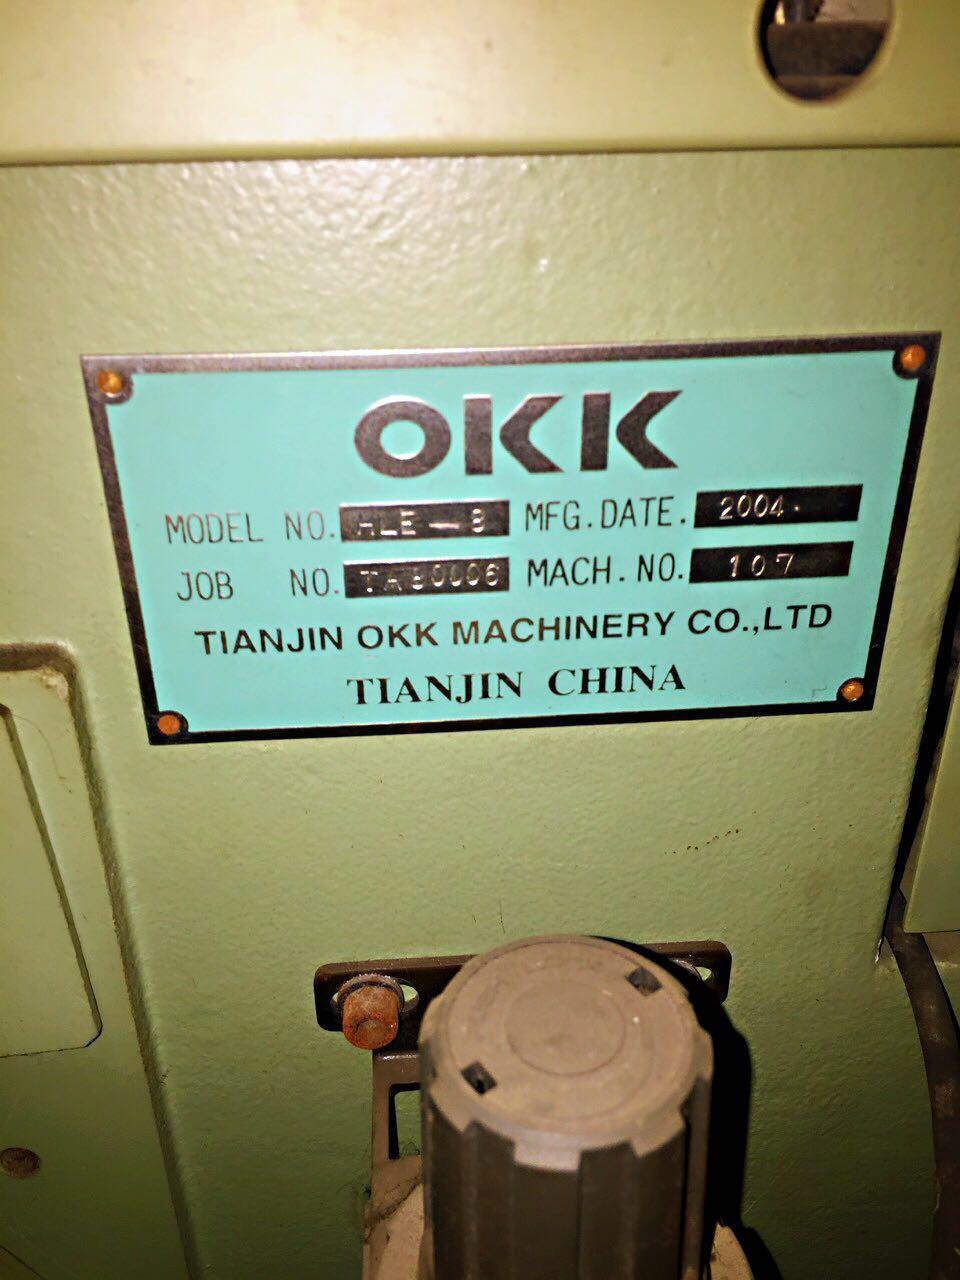 OKK
MODEL NO. HLE-8 MFG.DATE. 2004.
JOB NO. MACH.NO. 107
TIANJIN OKK MACHINERY CO.,LTD
TIANJIN CHINA